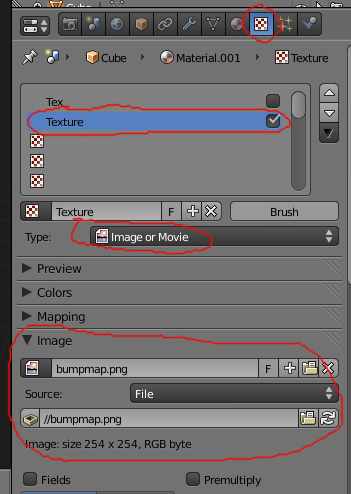 Cube
Cube Material.001 Texture
Tex
Texture
Texture F Brush
Type: Image or Movie
Preview
Colors
Mapping
Image
bumpmap.png F
Source: File
//bumpmap.png
Image: size 254 x 254, RGB byte
Fields Premultiply